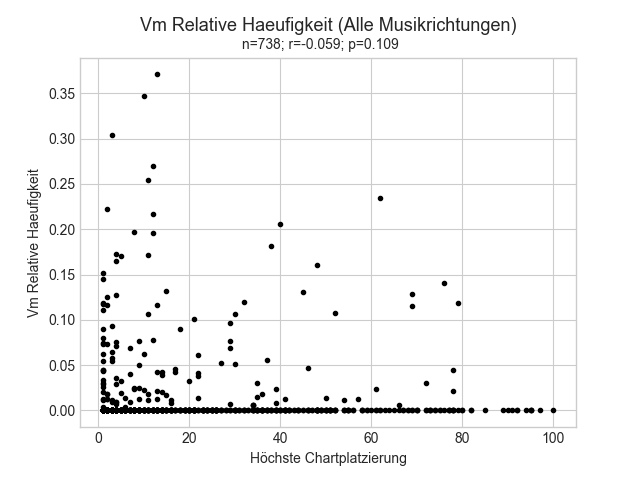 Vm Relative Haeufigkeit (Alle Musikrichtungen)
n=738; r=-0.059; p=0.109
Vm Relative Haeufigkeit
0.35
0.30
0.25
0.20
0.15
0.10
0.05
0.00
0 20 40 60 80 100
Höchste Chartplatzierung